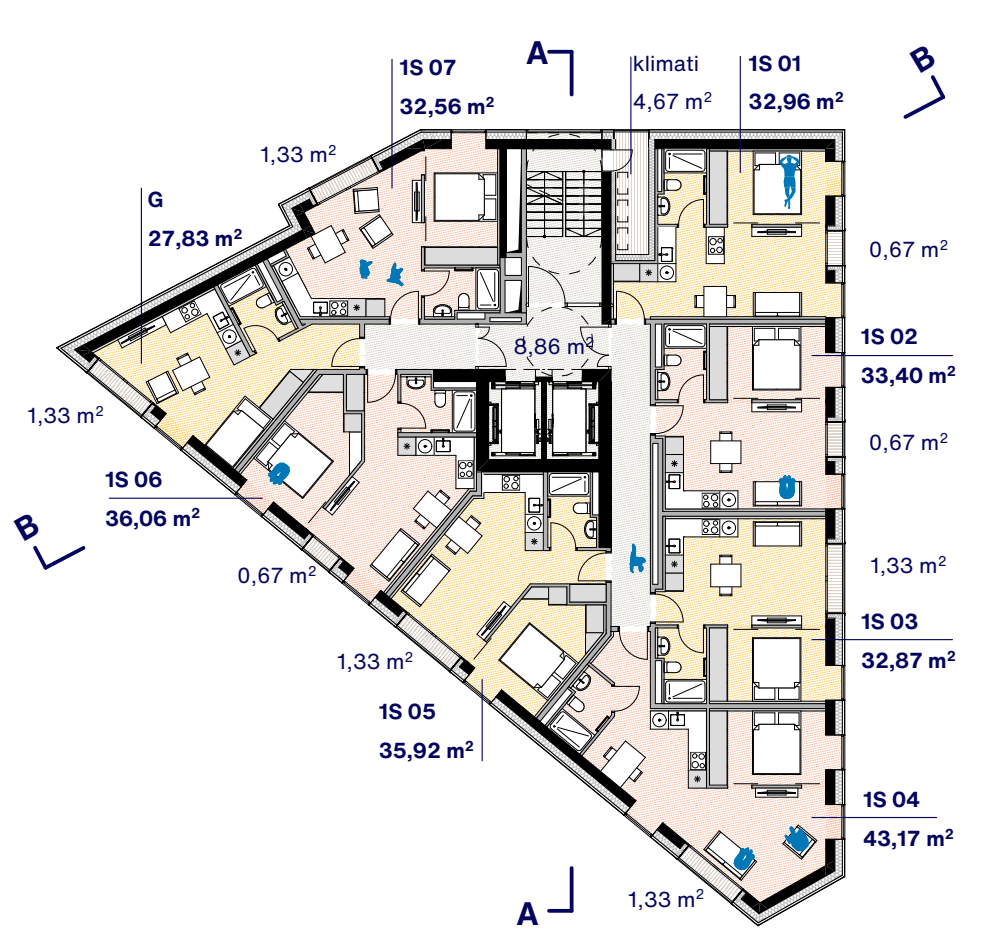 A
B
1S 07
32,56 m²
klimati
4,67 m²
1S 01
32,96 m²
1,33 m²
G
27,83 m²
0,67 m²
8,86 m²
1S 02
33,40 m²
1,33 m²
0,67 m²
1S 06
36,06 m²
B
0,67 m²
1,33 m²
1S 03
32,87 m²
1,33 m²
1S 05
35,92 m²
1S 04
43,17 m²
1,33 m²
A